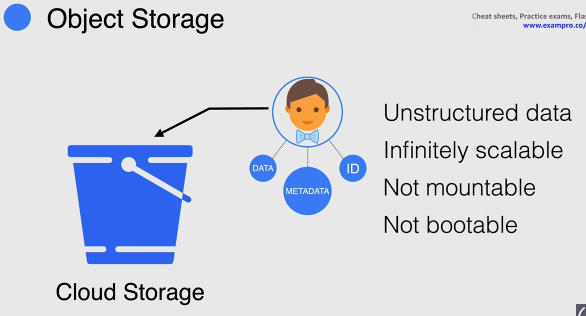 Object Storage
Cheat sheets, Practice exams, Fla
www.exampro.co/
Unstructured data
Infinitely scalable
Not mountable
Not bootable
DATA
METADATA
ID
Cloud Storage